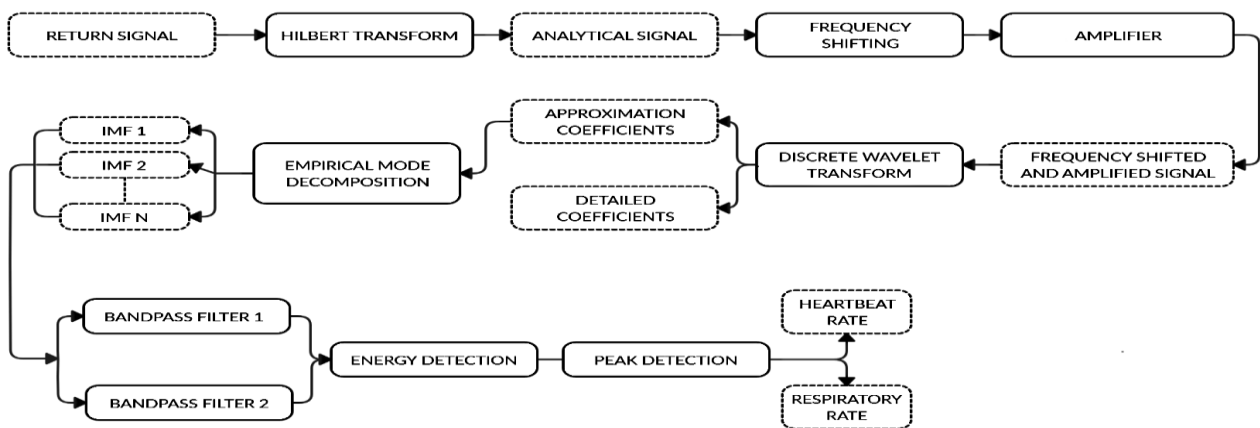 RETURN SIGNAL
HILBERT TRANSFORM
ANALYTICAL SIGNAL
FREQUENCY
SHIFTING
AMPLIFIER
IMF 1
IMF 2
IMF N
EMPIRICAL MODE
DECOMPOSITION
APPROXIMATION
COEFFICIENTS
DETAILED
COEFFICIENTS
DISCRETE WAVELET
TRANSFORM
FREQUENCY SHIFTED
AND AMPLIFIED SIGNAL
BANDPASS FILTER 1
BANDPASS FILTER 2
ENERGY DETECTION
PEAK DETECTION
HEARTBEAT
RATE
RESPIRATORY
RATE